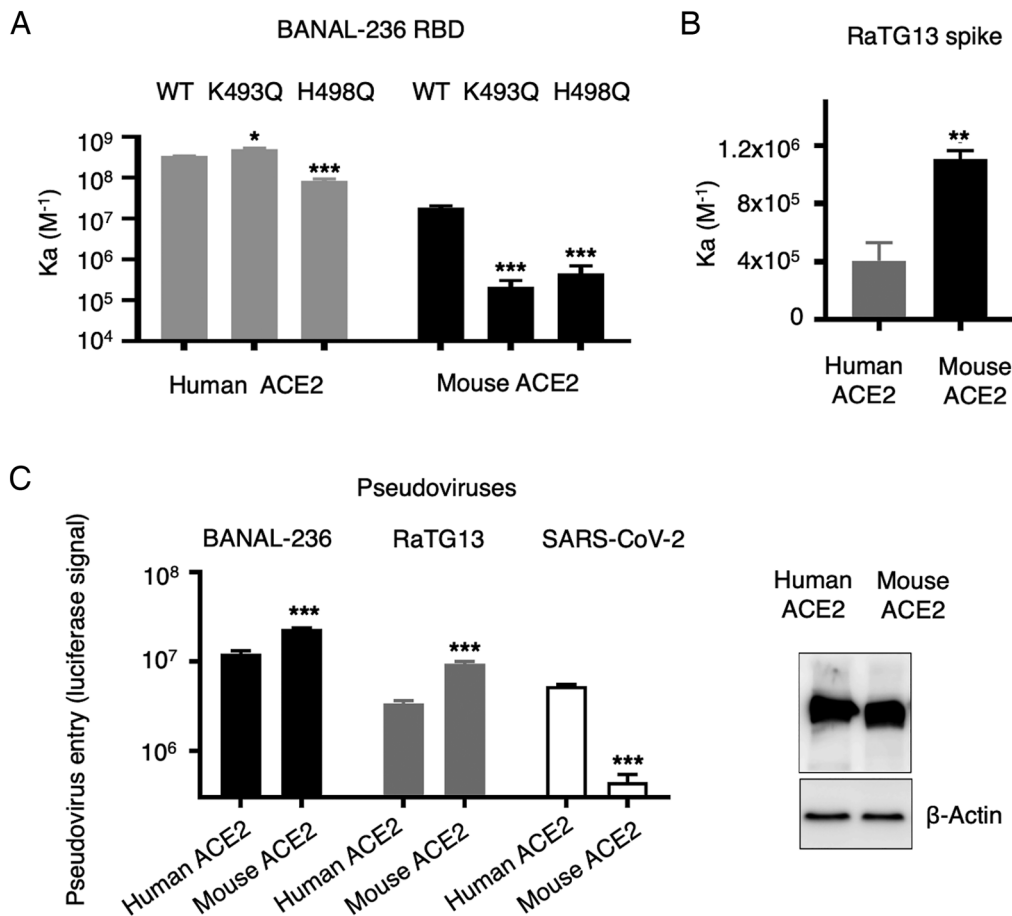 A
BANAL-236 RBD
WT K493Q H498Q WT K493Q H498Q
Ka (M⁻¹)
10⁹
10⁸
10⁷
10⁶
10⁵
10⁴
* *** *** ***
Human ACE2 Mouse ACE2
B
RaTG13 spike
Ka (M⁻¹)
1.2x10⁶
8x10⁵
4x10⁵
0
**
Human ACE2
Mouse ACE2
C
Pseudoviruses
BANAL-236 RaTG13 SARS-CoV-2
Pseudovirus entry (luciferase signal)
10⁸
10⁷
10⁶
*** *** ***
Human ACE2
Mouse ACE2
Human ACE2
Mouse ACE2
Human ACE2
Mouse ACE2
Human ACE2
Mouse ACE2
β-Actin